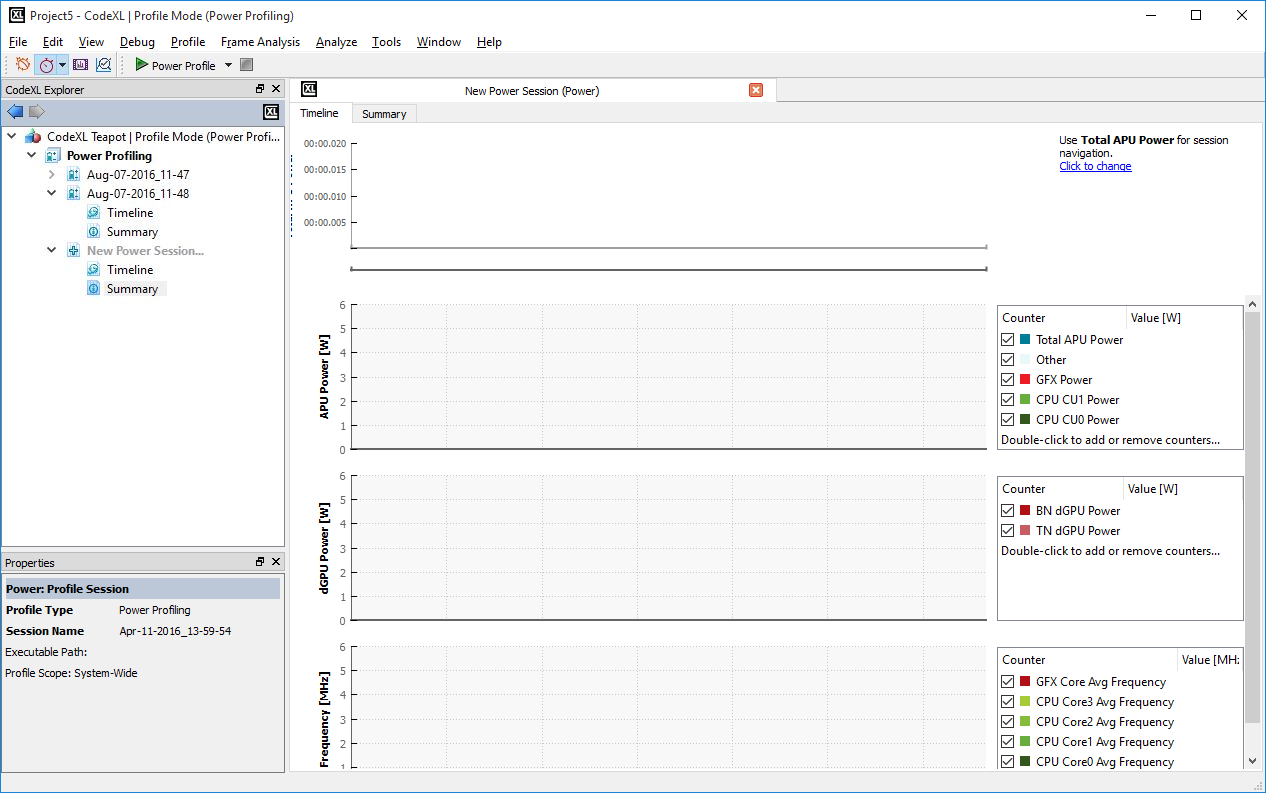 XL Project5 - CodeXL | Profile Mode (Power Profiling)
File Edit View Debug Profile Frame Analysis Analyze Tools Window Help
Power Profile
CodeXL Explorer
XL
CodeXL Teapot | Profile Mode (Power Profi...
Power Profiling
Aug-07-2016_11-47
Aug-07-2016_11-48
Timeline
Summary
New Power Session...
Timeline
Summary
Properties
Power: Profile Session
Profile Type Power Profiling
Session Name Apr-11-2016_13-59-54
Executable Path:
Profile Scope: System-Wide
XL New Power Session (Power)
Timeline Summary
00:00.020
00:00.015
00:00.010
00:00.005
Use Total APU Power for session
navigation.
Click to change
APU Power [W]
6
5
4
3
2
1
0
Counter Value [W]
Total APU Power
Other
GFX Power
CPU CU1 Power
CPU CU0 Power
Double-click to add or remove counters...
dGPU Power [W]
6
5
4
3
2
1
0
Counter Value [W]
BN dGPU Power
TN dGPU Power
Double-click to add or remove counters...
Frequency [MHz]
6
5
4
3
2
1
Counter Value [MH:
GFX Core Avg Frequency
CPU Core3 Avg Frequency
CPU Core2 Avg Frequency
CPU Core1 Avg Frequency
CPU Core0 Avg Frequency